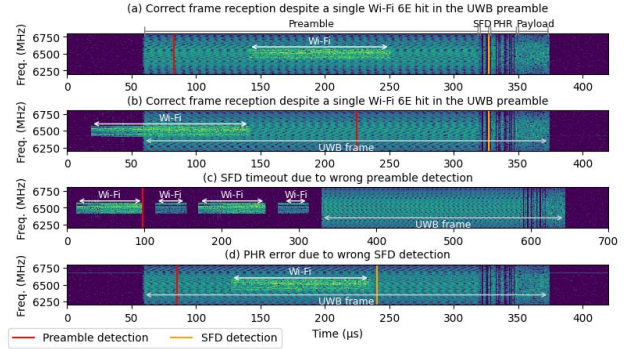 (a) Correct frame reception despite a single Wi-Fi 6E hit in the UWB preamble
Preamble SFD PHR Payload
Freq. (MHz)
6750
6500
6250
Wi-Fi
0 50 100 150 200 250 300 350 400
(b) Correct frame reception despite a single Wi-Fi 6E hit in the UWB preamble
Freq. (MHz)
6750
6500
6250
Wi-Fi
UWB frame
0 50 100 150 200 250 300 350 400
(c) SFD timeout due to wrong preamble detection
Freq. (MHz)
6750
6500
6250
Wi-Fi Wi-Fi Wi-Fi Wi-Fi
UWB frame
0 100 200 300 400 500 600 700
(d) PHR error due to wrong SFD detection
Freq. (MHz)
6750
6500
6250
Wi-Fi
UWB frame
0 50 100 150 200 250 300 350 400
Time (µs)
Preamble detection SFD detection